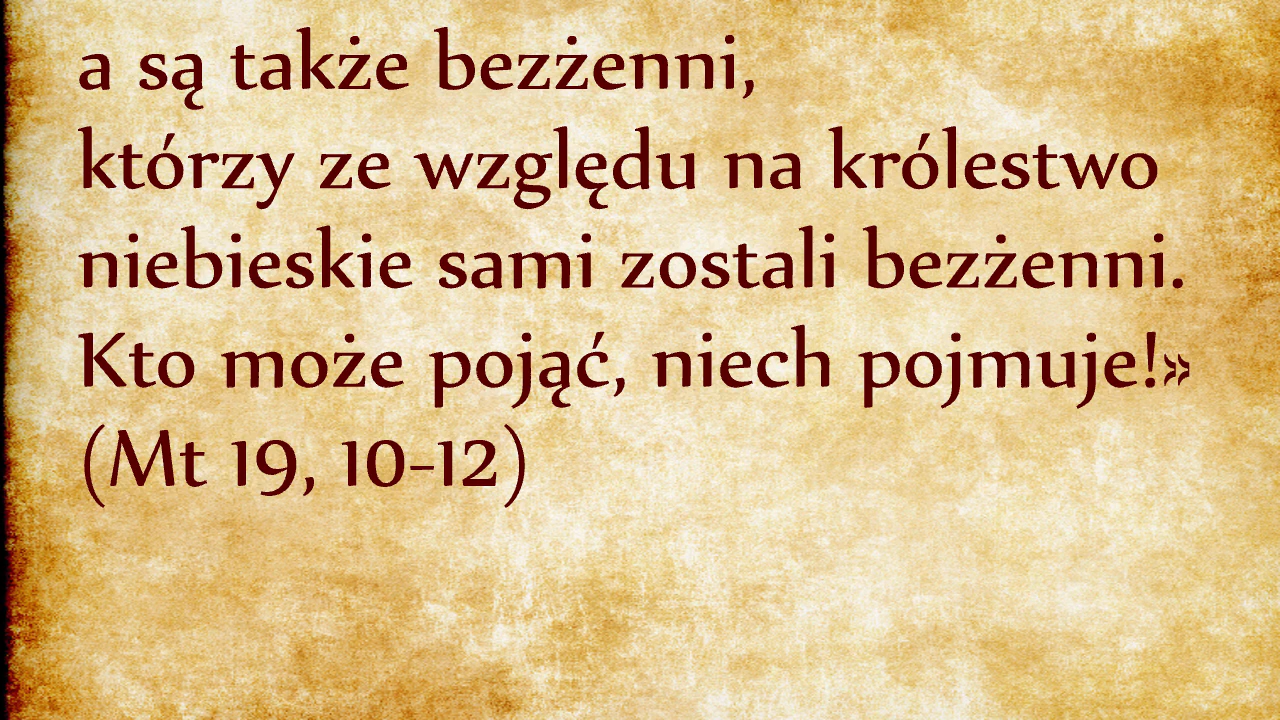 a są także bezżenni,
którzy ze względu na królestwo
niebieskie sami zostali bezżenni.
Kto może pojąć, niech pojmuje!»
(Mt 19, 10-12)